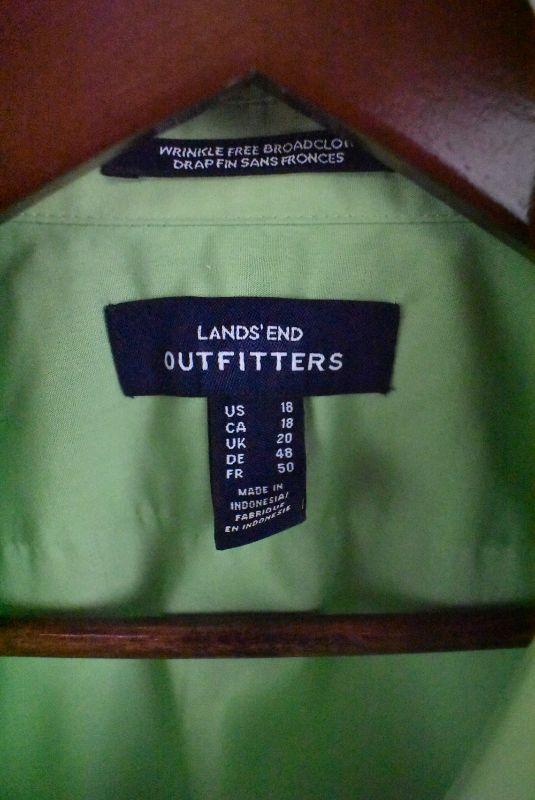 WRINKLE FREE BROADCLO
DRAP FIN SANS FRONCES
LANDS' END
OUTFITTERS
US 18
CA 18
UK 20
DE 48
FR 50
MADE IN
INDONESIA/
FABRIQUE
EN INDONESIE